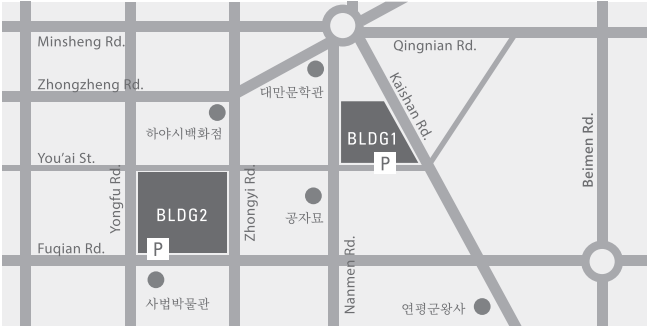 Minsheng Rd.
Qingnian Rd.
Zhongzheng Rd.
대만문학관
Kaishan Rd.
하야시백화점
BLDG1
P
You'ai St.
Beimen Rd.
Yongfu Rd.
Zhongyi Rd.
BLDG2
공자묘
P
Fuqian Rd.
Nanmen Rd.
사법박물관
연평군왕사